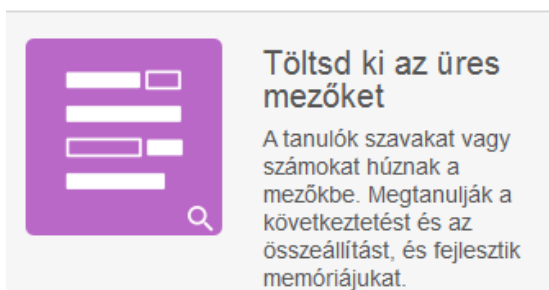 Töltsd ki az üres
mezőket
A tanulók szavakat vagy
számokat húznak a
mezőkbe. Megtanulják a
következtetést és az
összeállítást, és fejlesztik
memóriájukat.